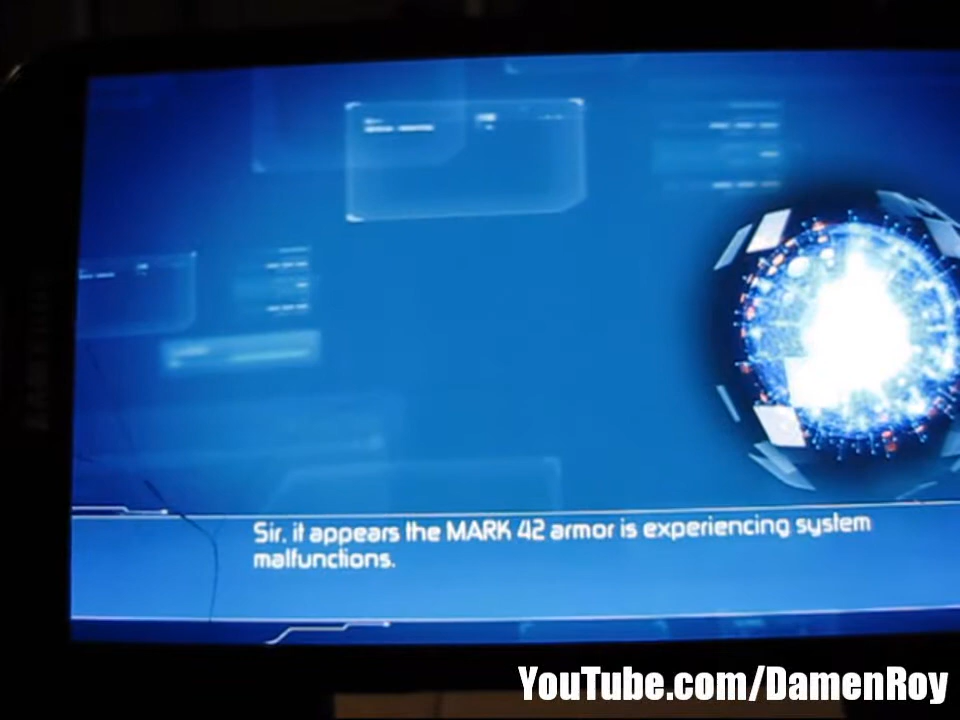 Sir, it appears the MARK 42 armor is experiencing system
malfunctions.
YouTube.com/DamenRoy